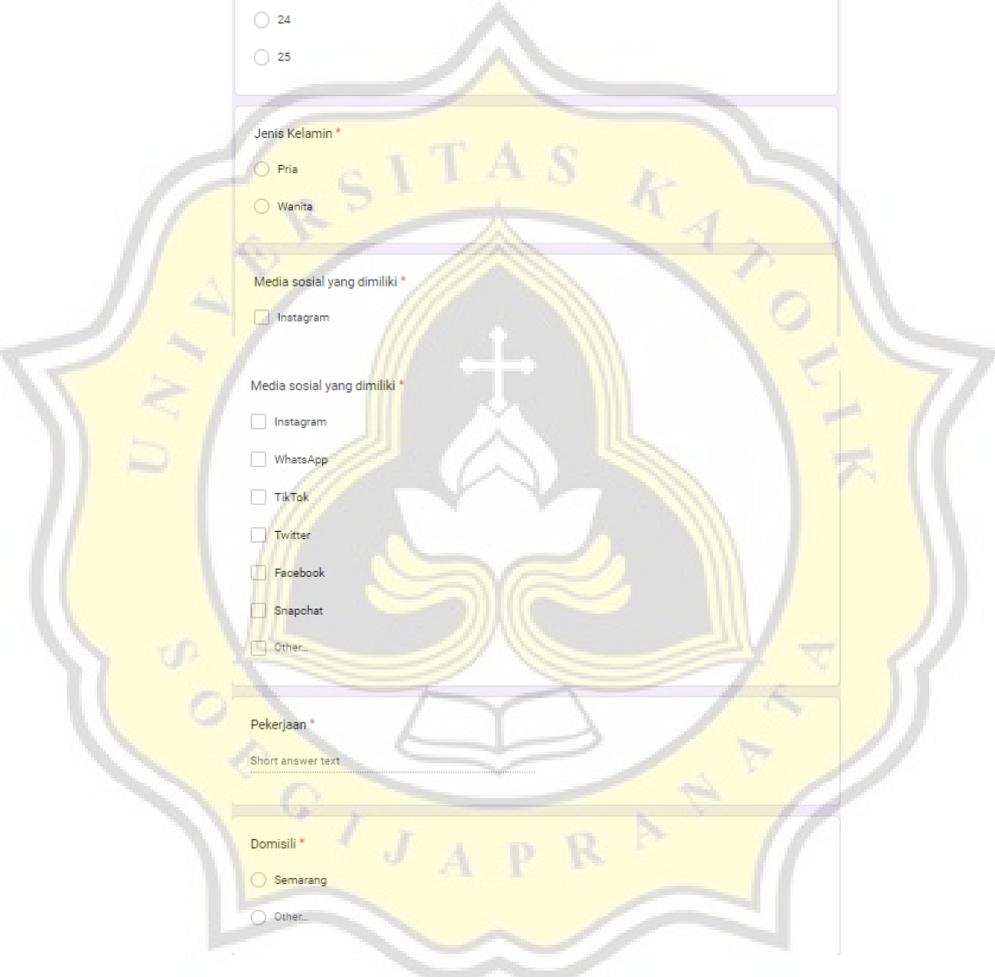 24
25
Jenis Kelamin *
Pria
Wanita
Media sosial yang dimiliki *
Instagram
Media sosial yang dimiliki *
Instagram
WhatsApp
TikTok
Twitter
Facebook
Snapchat
Other...
Pekerjaan *
Short answer text
Domisili *
Semarang
Other...
UNIVERSITAS KATOLIK
SOEGIJAPRANATA